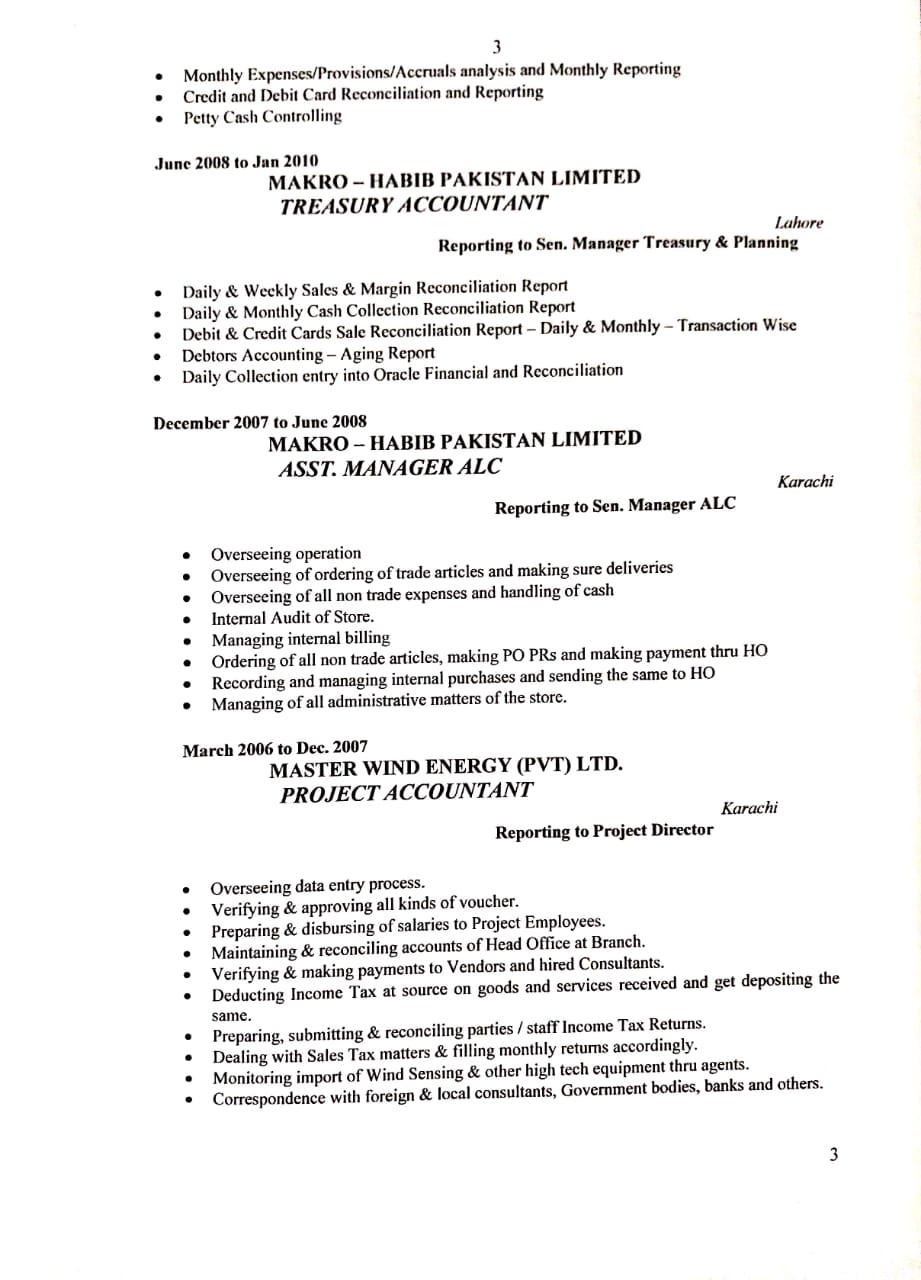 3
• Monthly Expenses/Provisions/Accruals analysis and Monthly Reporting
• Credit and Debit Card Reconciliation and Reporting
• Petty Cash Controlling
June 2008 to Jan 2010
MAKRO – HABIB PAKISTAN LIMITED
TREASURY ACCOUNTANT
Lahore
Reporting to Sen. Manager Treasury & Planning
• Daily & Weekly Sales & Margin Reconciliation Report
• Daily & Monthly Cash Collection Reconciliation Report
• Debit & Credit Cards Sale Reconciliation Report – Daily & Monthly – Transaction Wise
• Debtors Accounting – Aging Report
• Daily Collection entry into Oracle Financial and Reconciliation
December 2007 to June 2008
MAKRO – HABIB PAKISTAN LIMITED
ASST. MANAGER ALC
Karachi
Reporting to Sen. Manager ALC
• Overseeing operation
• Overseeing of ordering of trade articles and making sure deliveries
• Overseeing of all non trade expenses and handling of cash
• Internal Audit of Store.
• Managing internal billing
• Ordering of all non trade articles, making PO PRs and making payment thru HO
• Recording and managing internal purchases and sending the same to HO
• Managing of all administrative matters of the store.
March 2006 to Dec. 2007
MASTER WIND ENERGY (PVT) LTD.
PROJECT ACCOUNTANT
Karachi
Reporting to Project Director
• Overseeing data entry process.
• Verifying & approving all kinds of voucher.
• Preparing & disbursing of salaries to Project Employees.
• Maintaining & reconciling accounts of Head Office at Branch.
• Verifying & making payments to Vendors and hired Consultants.
• Deducting Income Tax at source on goods and services received and get depositing the
same.
• Preparing, submitting & reconciling parties / staff Income Tax Returns.
• Dealing with Sales Tax matters & filling monthly returns accordingly.
• Monitoring import of Wind Sensing & other high tech equipment thru agents.
• Correspondence with foreign & local consultants, Government bodies, banks and others.
3